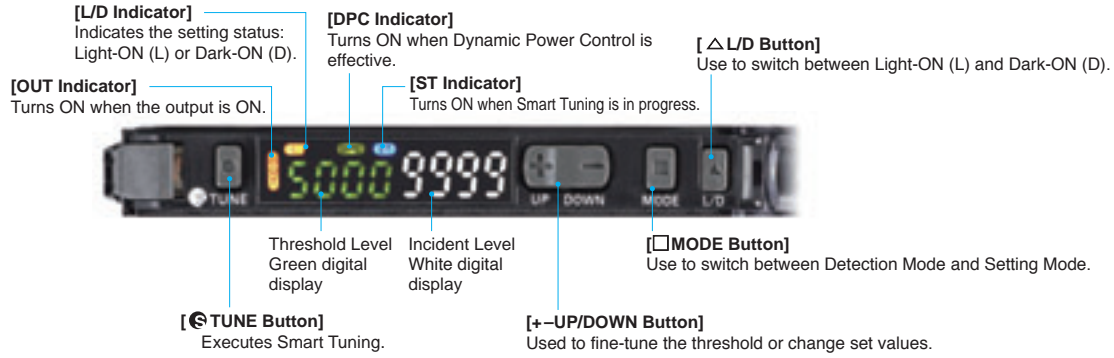 [L/D Indicator]
Indicates the setting status:
Light-ON (L) or Dark-ON (D).
[DPC Indicator]
Turns ON when Dynamic Power Control is
effective.
[△L/D Button]
Use to switch between Light-ON (L) and Dark-ON (D).
[OUT Indicator]
Turns ON when the output is ON.
[ST Indicator]
Turns ON when Smart Tuning is in progress.
5000 9999
S TUNE
UP DOWN
MODE
L/D
Threshold Level
Green digital
display
Incident Level
White digital
display
[□MODE Button]
Use to switch between Detection Mode and Setting Mode.
[S TUNE Button]
Executes Smart Tuning.
[+−UP/DOWN Button]
Used to fine-tune the threshold or change set values.